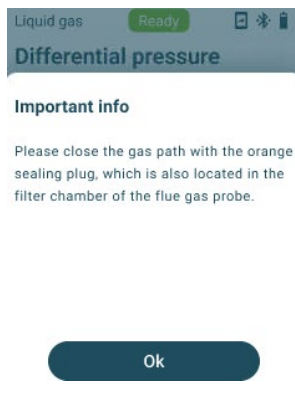 Liquid gas Ready
Differential pressure
Important info
Please close the gas path with the orange
sealing plug, which is also located in the
filter chamber of the flue gas probe.
Ok